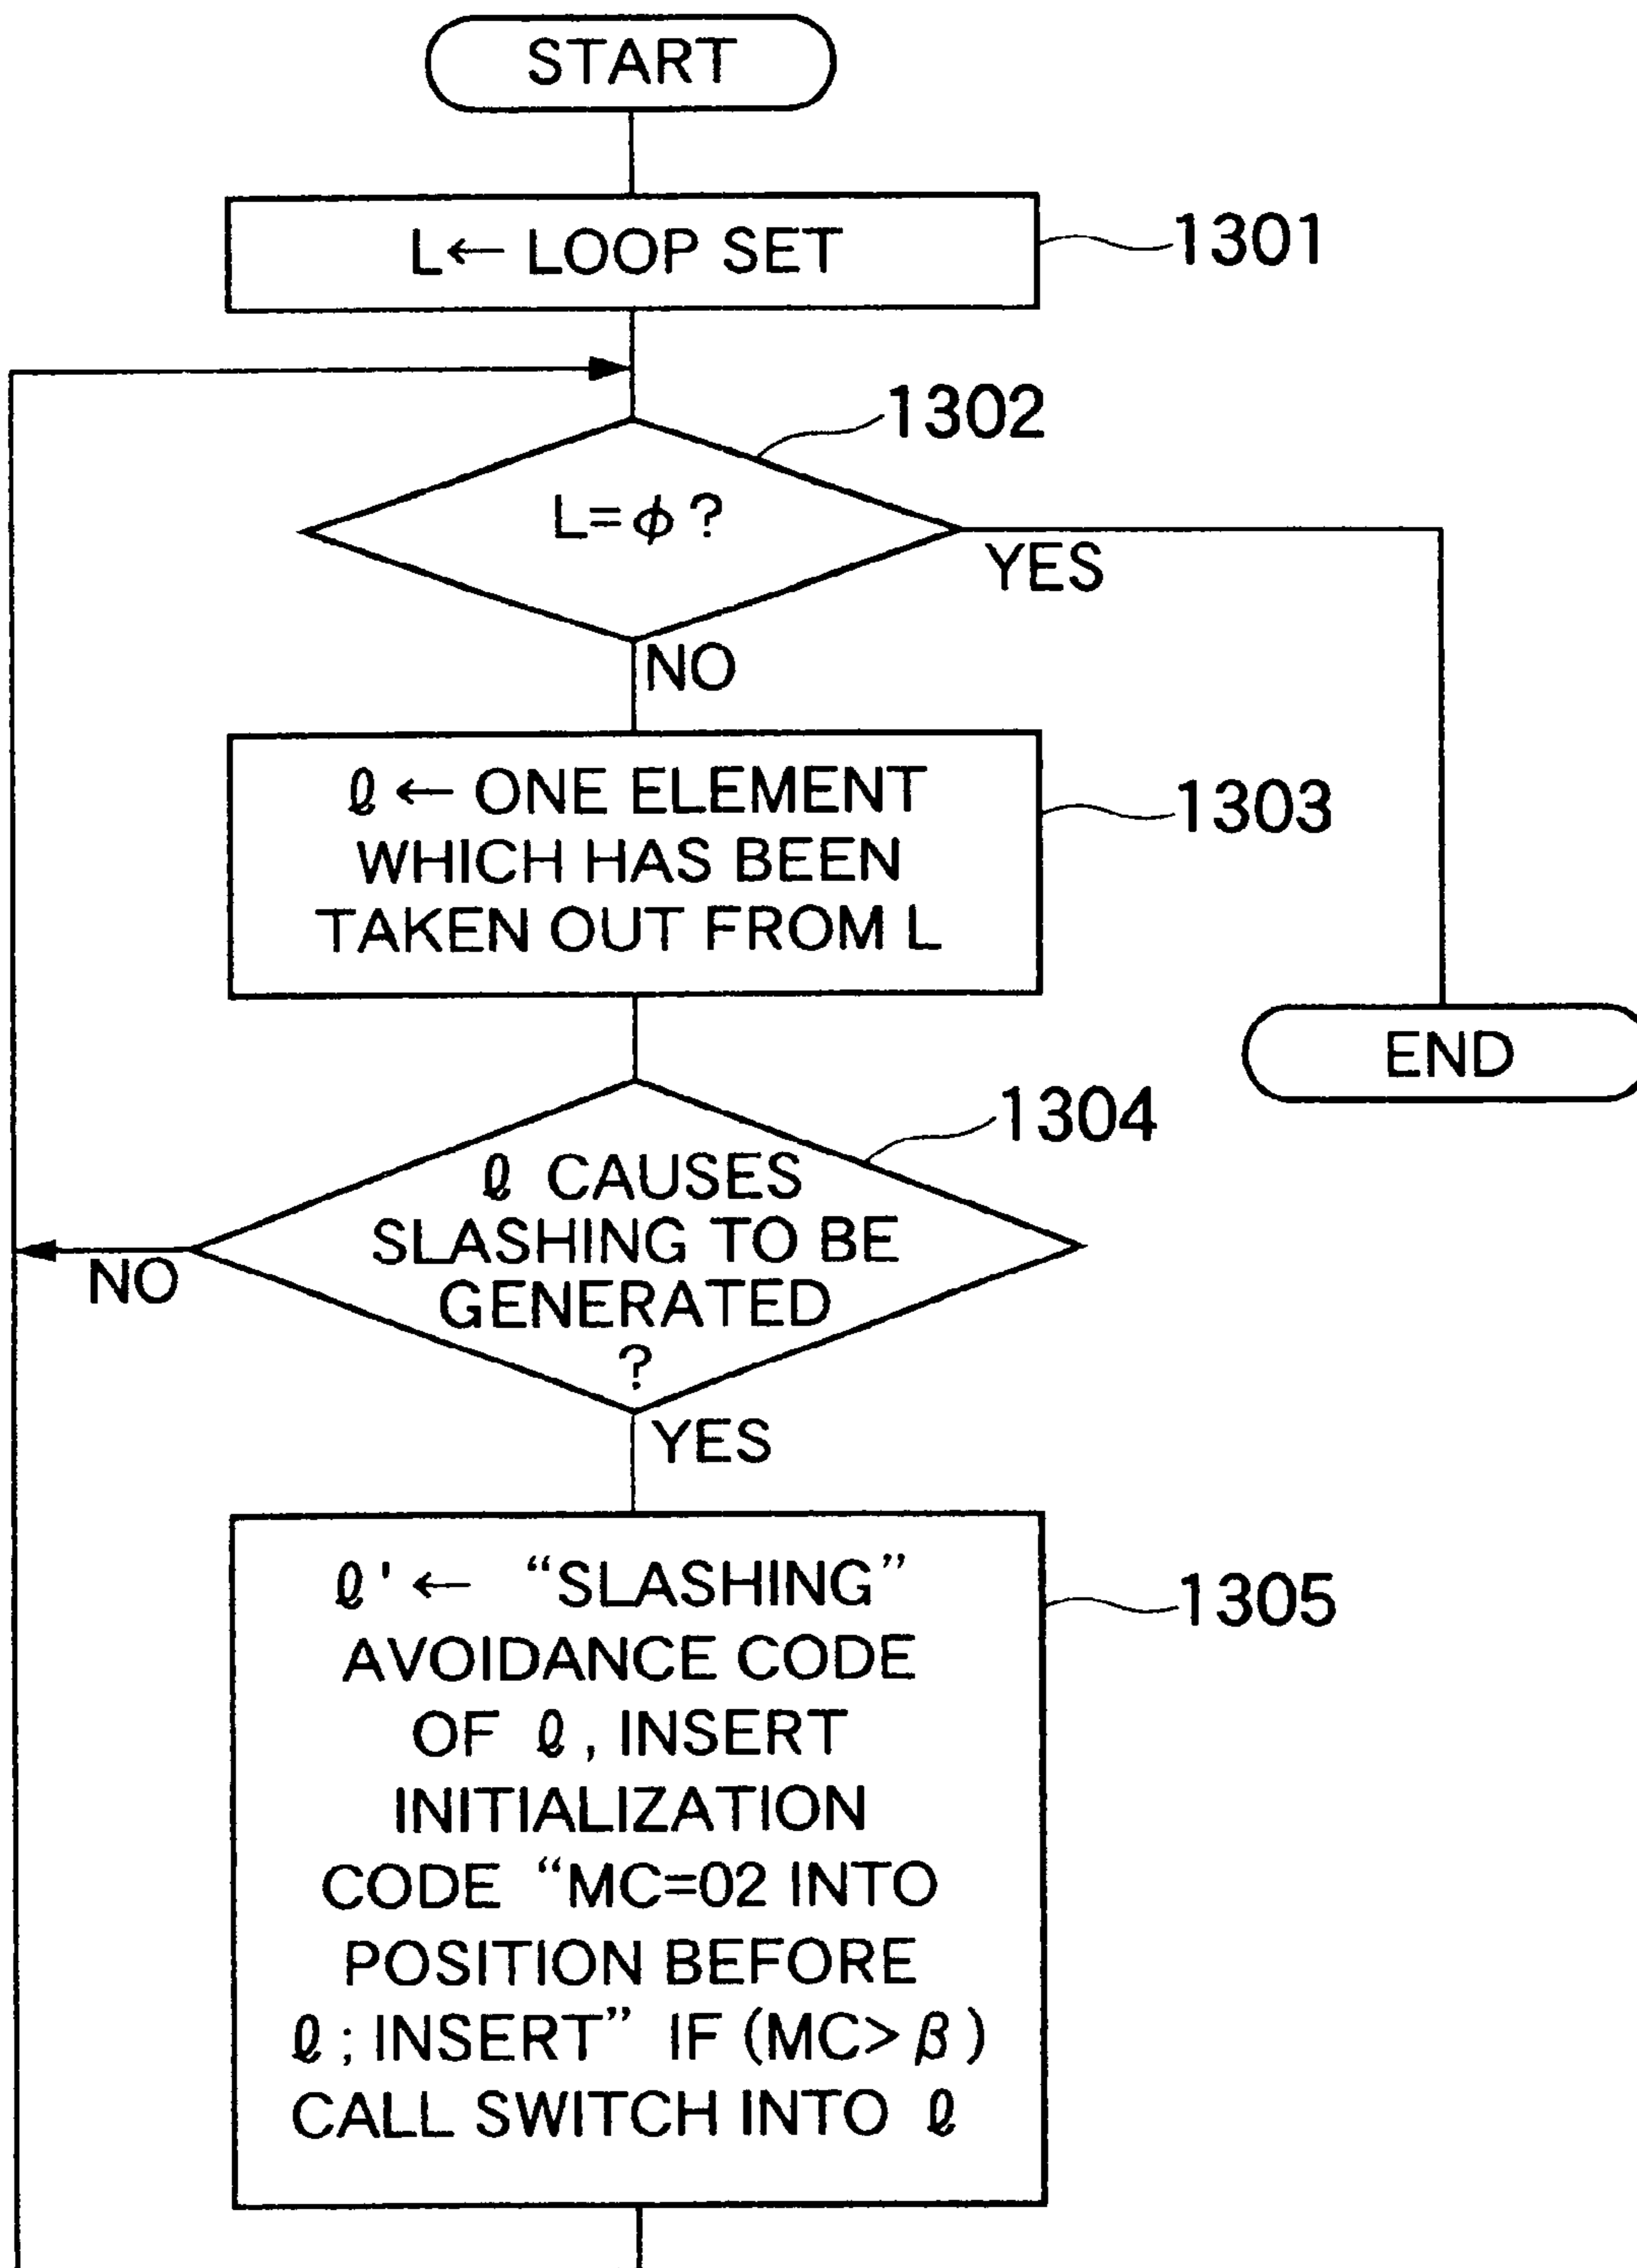 START
L← LOOP SET
1301
1302
L=φ?
YES
NO
ℓ ← ONE ELEMENT
WHICH HAS BEEN
TAKEN OUT FROM L
1303
END
1304
ℓ CAUSES
SLASHING TO BE
GENERATED
?
NO
YES
ℓ' ← “SLASHING”
AVOIDANCE CODE
OF ℓ, INSERT
INITIALIZATION
CODE “MC=02 INTO
POSITION BEFORE
ℓ; INSERT” IF (MC>β)
CALL SWITCH INTO ℓ
1305